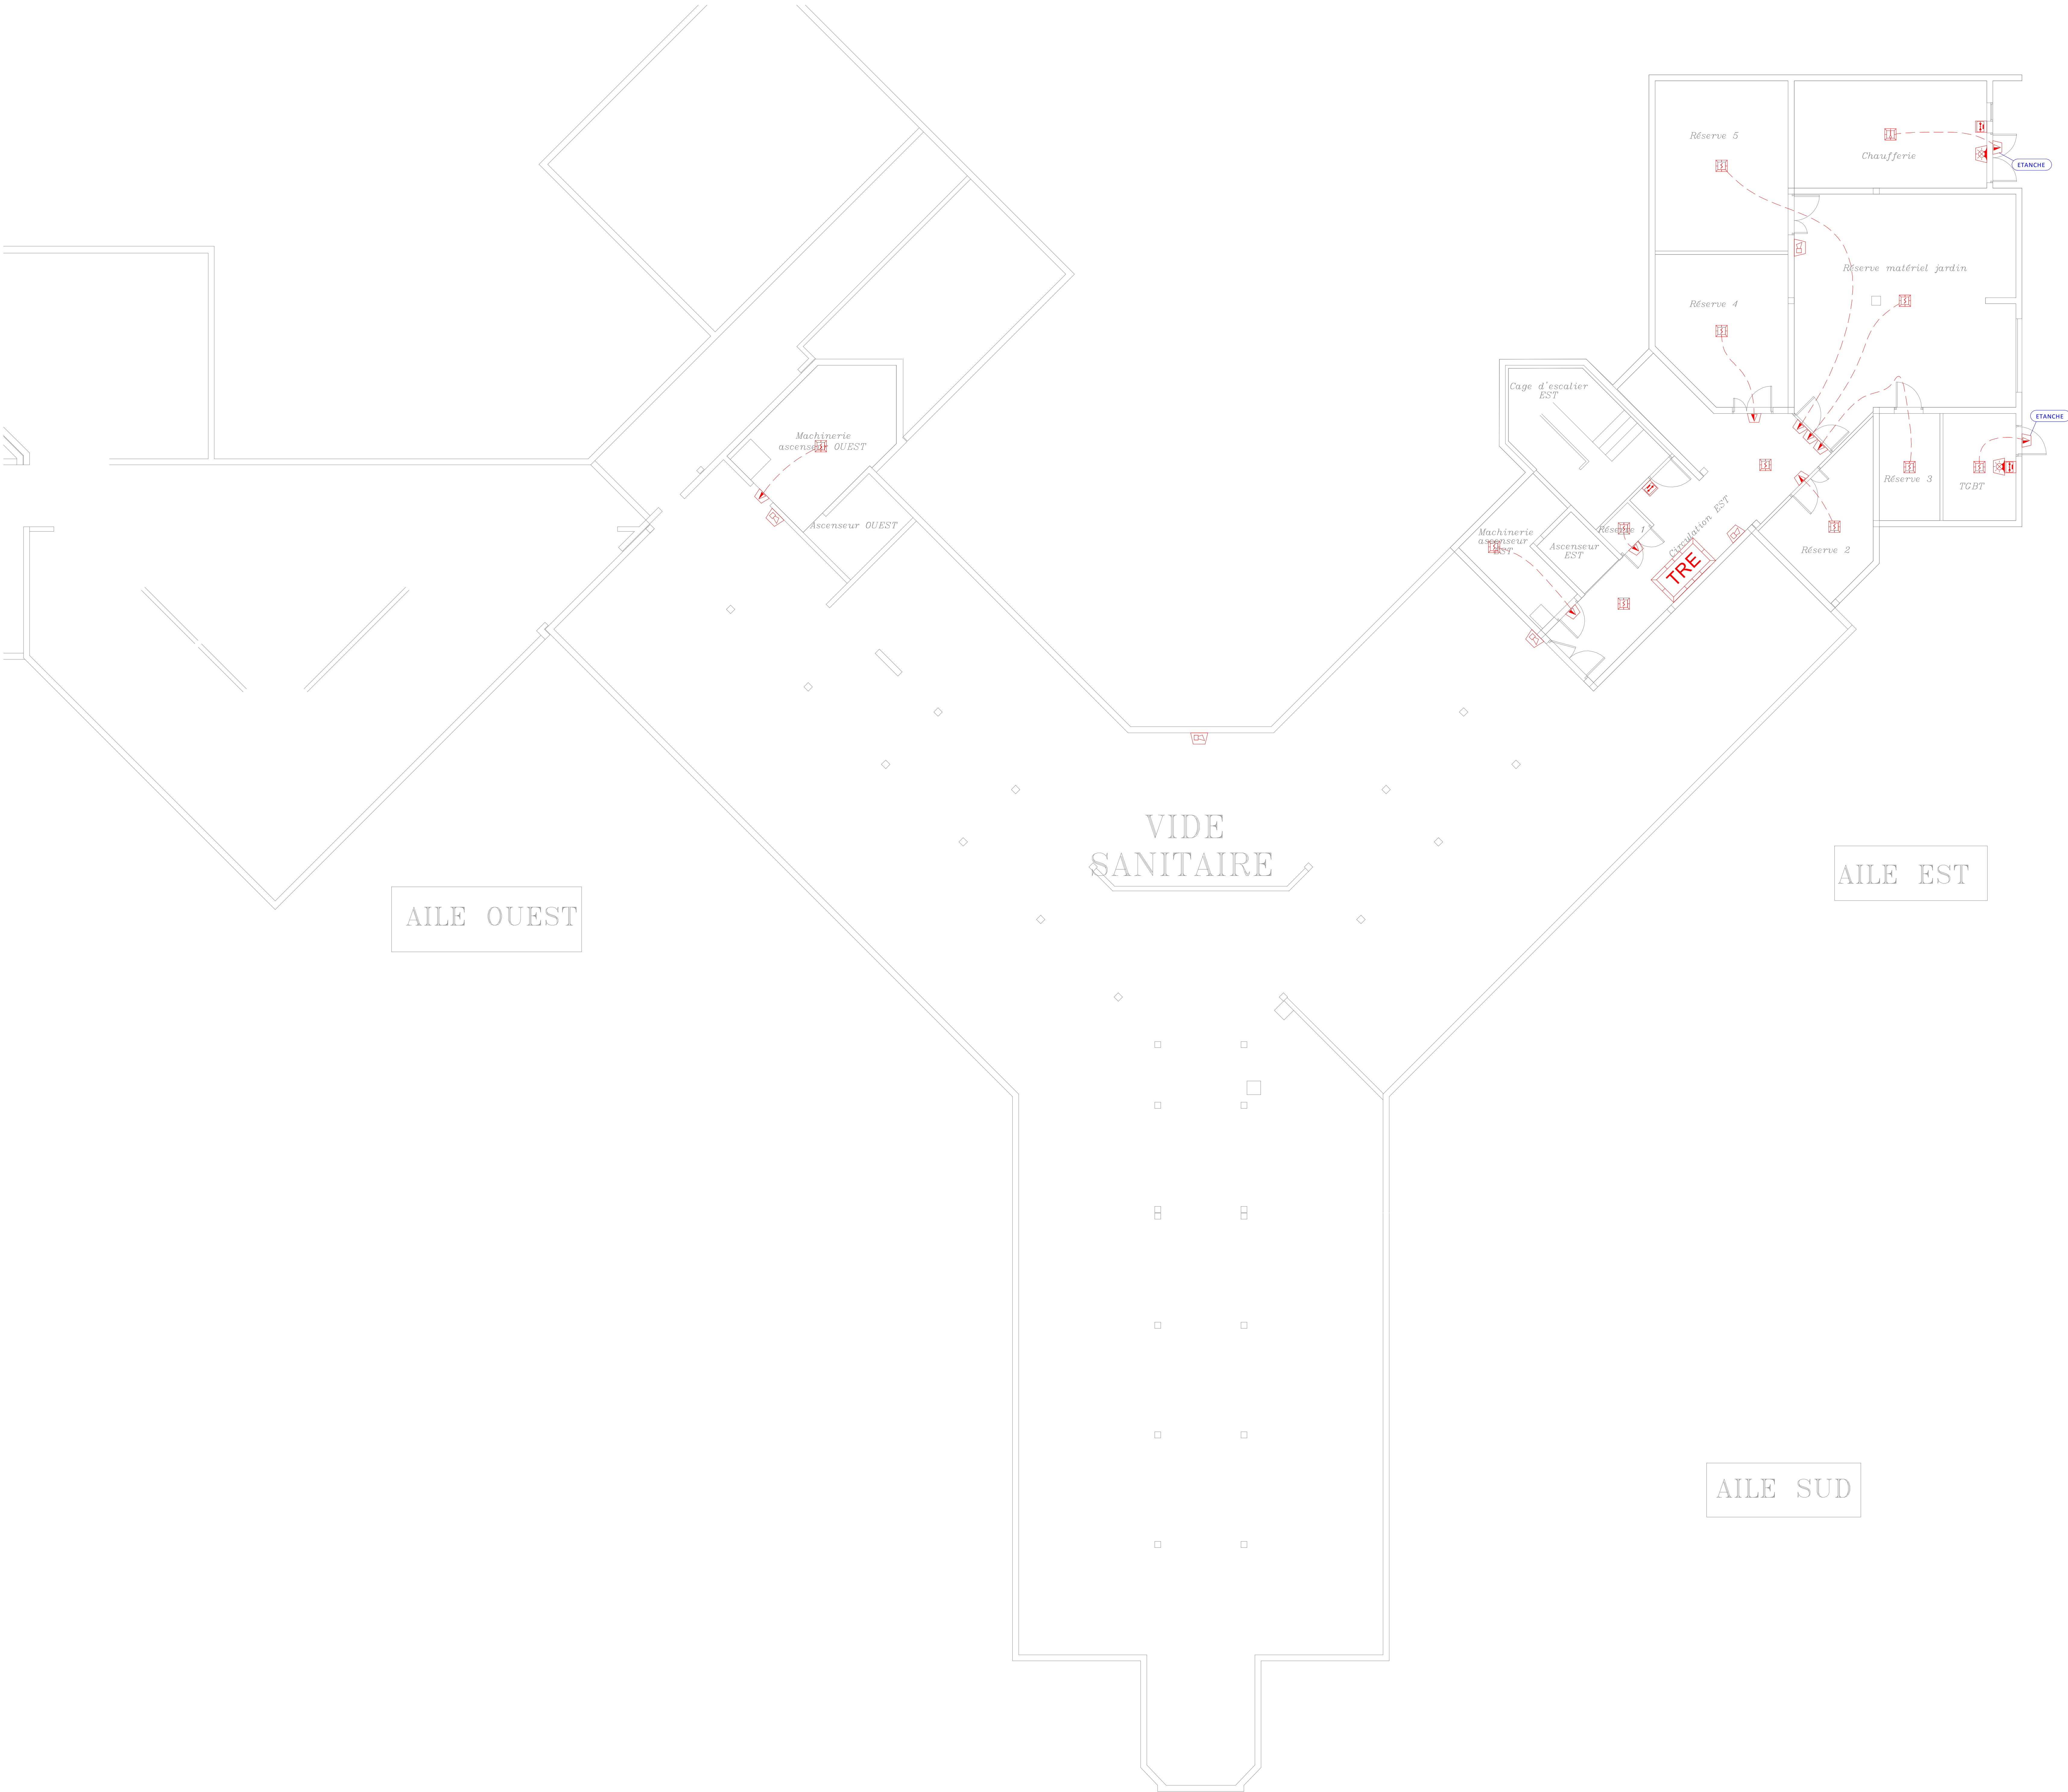 Réserve 5
Chaufferie
ETANCHE
Réserve matériel jardin
Réserve 4
Cage d'escalier
EST
ETANCHE
Machinerie
ascenseur OUEST
Réserve 3
TGBT
Ascenseur OUEST
Circulation EST
Réserve 1
Machinerie
ascenseur
EST
Ascenseur
EST
Réserve 2
TRE
VIDE
SANITAIRE
AILE OUEST
AILE EST
AILE SUD